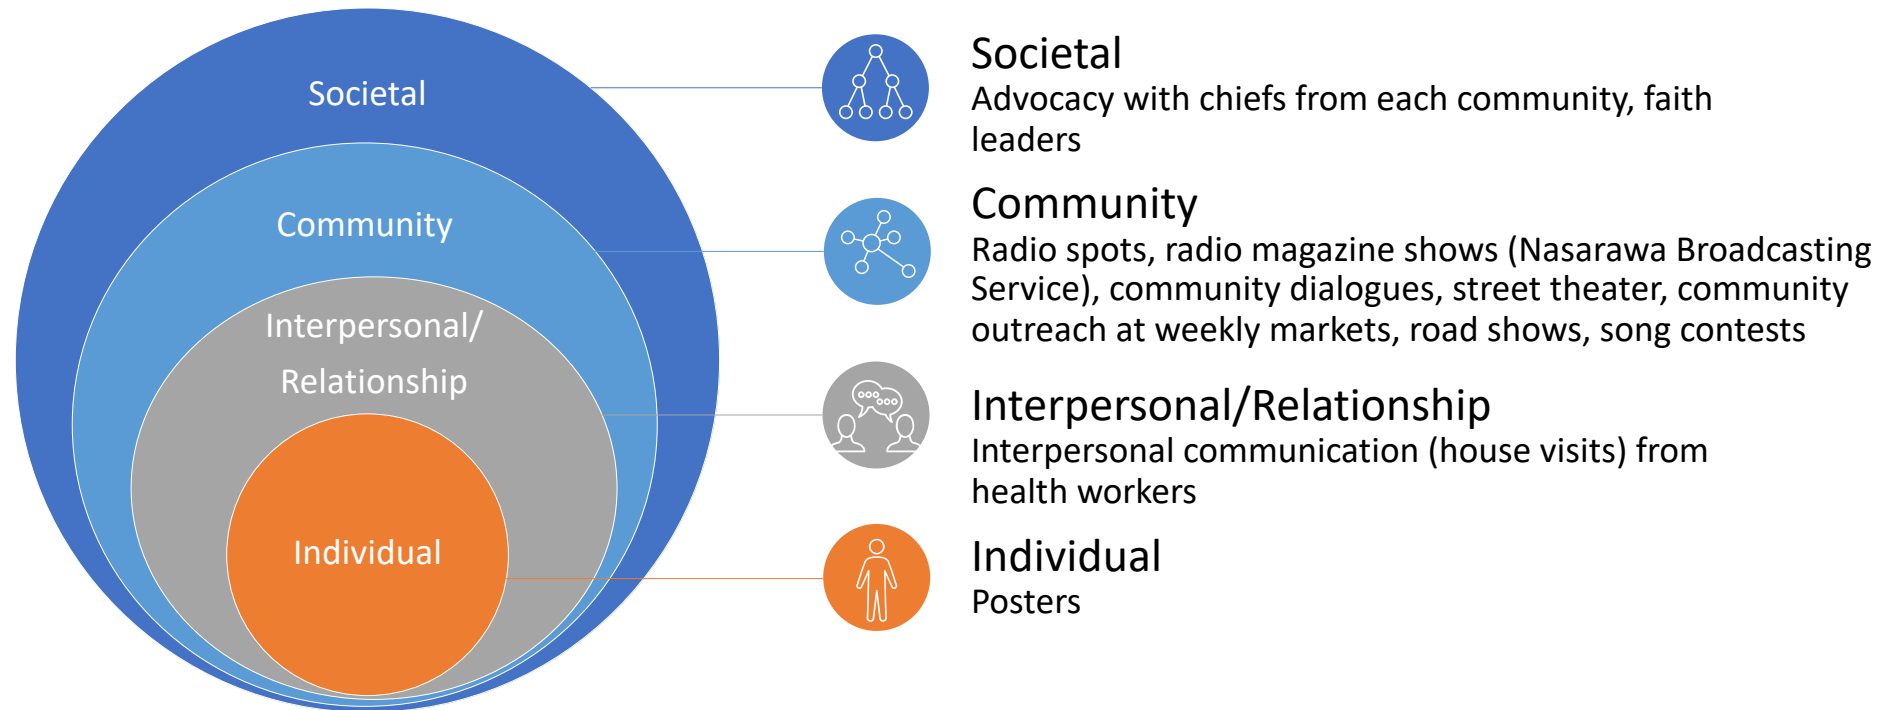 Societal
Community
Interpersonal/
Relationship
Individual
Societal
Advocacy with chiefs from each community, faith
leaders
Community
Radio spots, radio magazine shows (Nasarawa Broadcasting
Service), community dialogues, street theater, community
outreach at weekly markets, road shows, song contests
Interpersonal/Relationship
Interpersonal communication (house visits) from
health workers
Individual
Posters